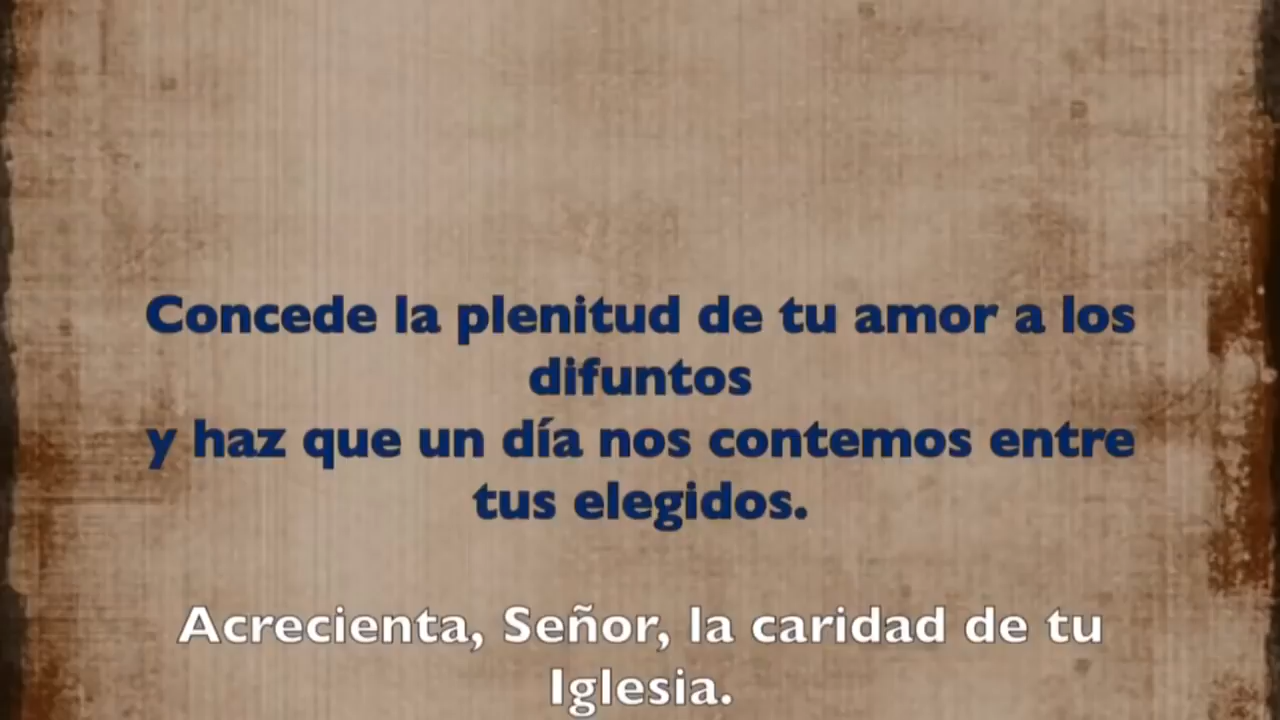 Concede la plenitud de tu amor a los
difuntos
y haz que un día nos contemos entre
tus elegidos.
Acrecienta, Señor, la caridad de tu
Iglesia.